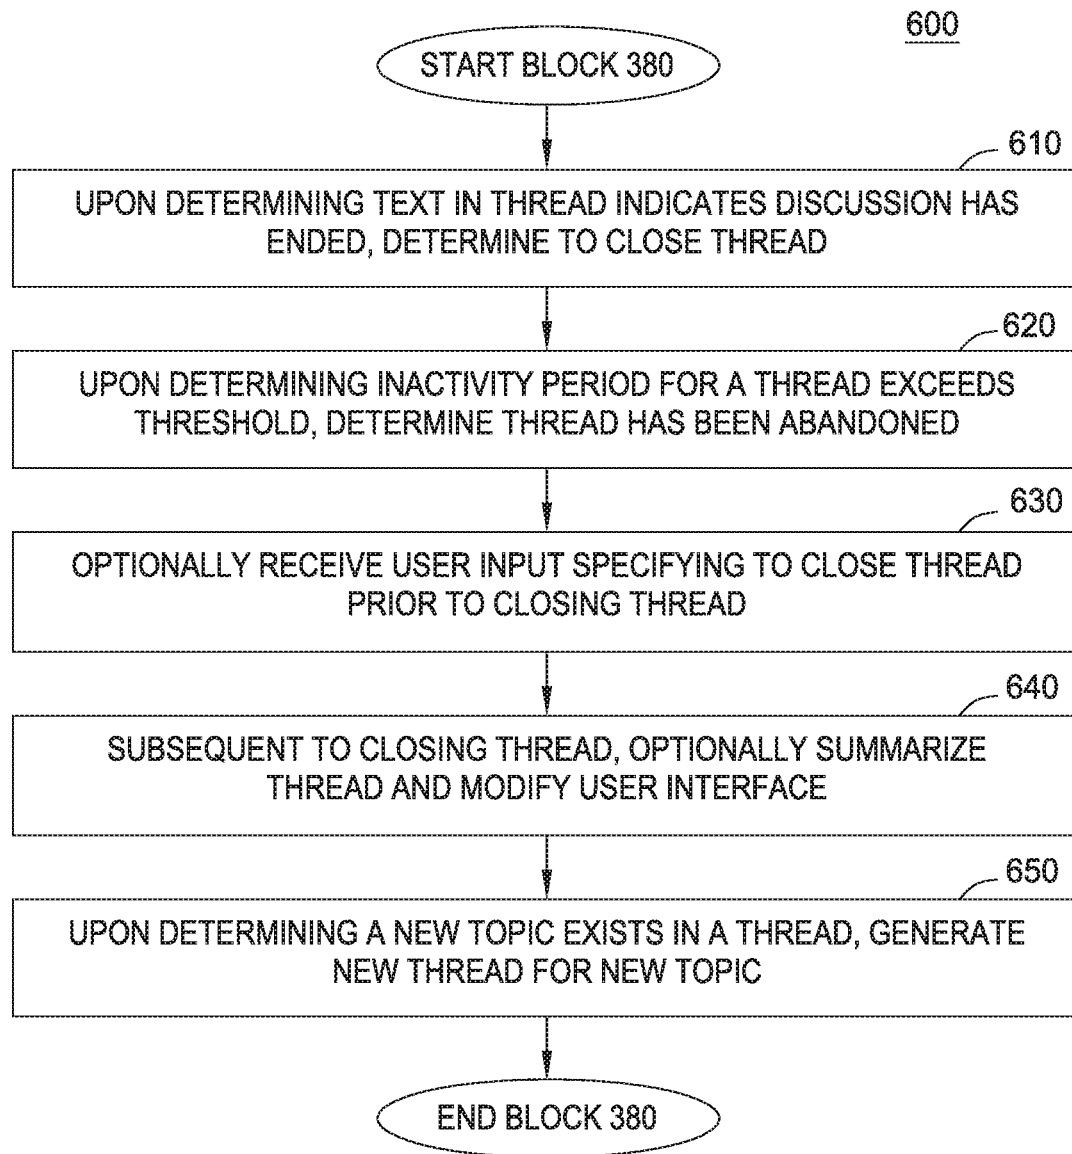 600
START BLOCK 380
610
UPON DETERMINING TEXT IN THREAD INDICATES DISCUSSION HAS
ENDED, DETERMINE TO CLOSE THREAD
620
UPON DETERMINING INACTIVITY PERIOD FOR A THREAD EXCEEDS
THRESHOLD, DETERMINE THREAD HAS BEEN ABANDONED
630
OPTIONALLY RECEIVE USER INPUT SPECIFYING TO CLOSE THREAD
PRIOR TO CLOSING THREAD
640
SUBSEQUENT TO CLOSING THREAD, OPTIONALLY SUMMARIZE
THREAD AND MODIFY USER INTERFACE
650
UPON DETERMINING A NEW TOPIC EXISTS IN A THREAD, GENERATE
NEW THREAD FOR NEW TOPIC
END BLOCK 380